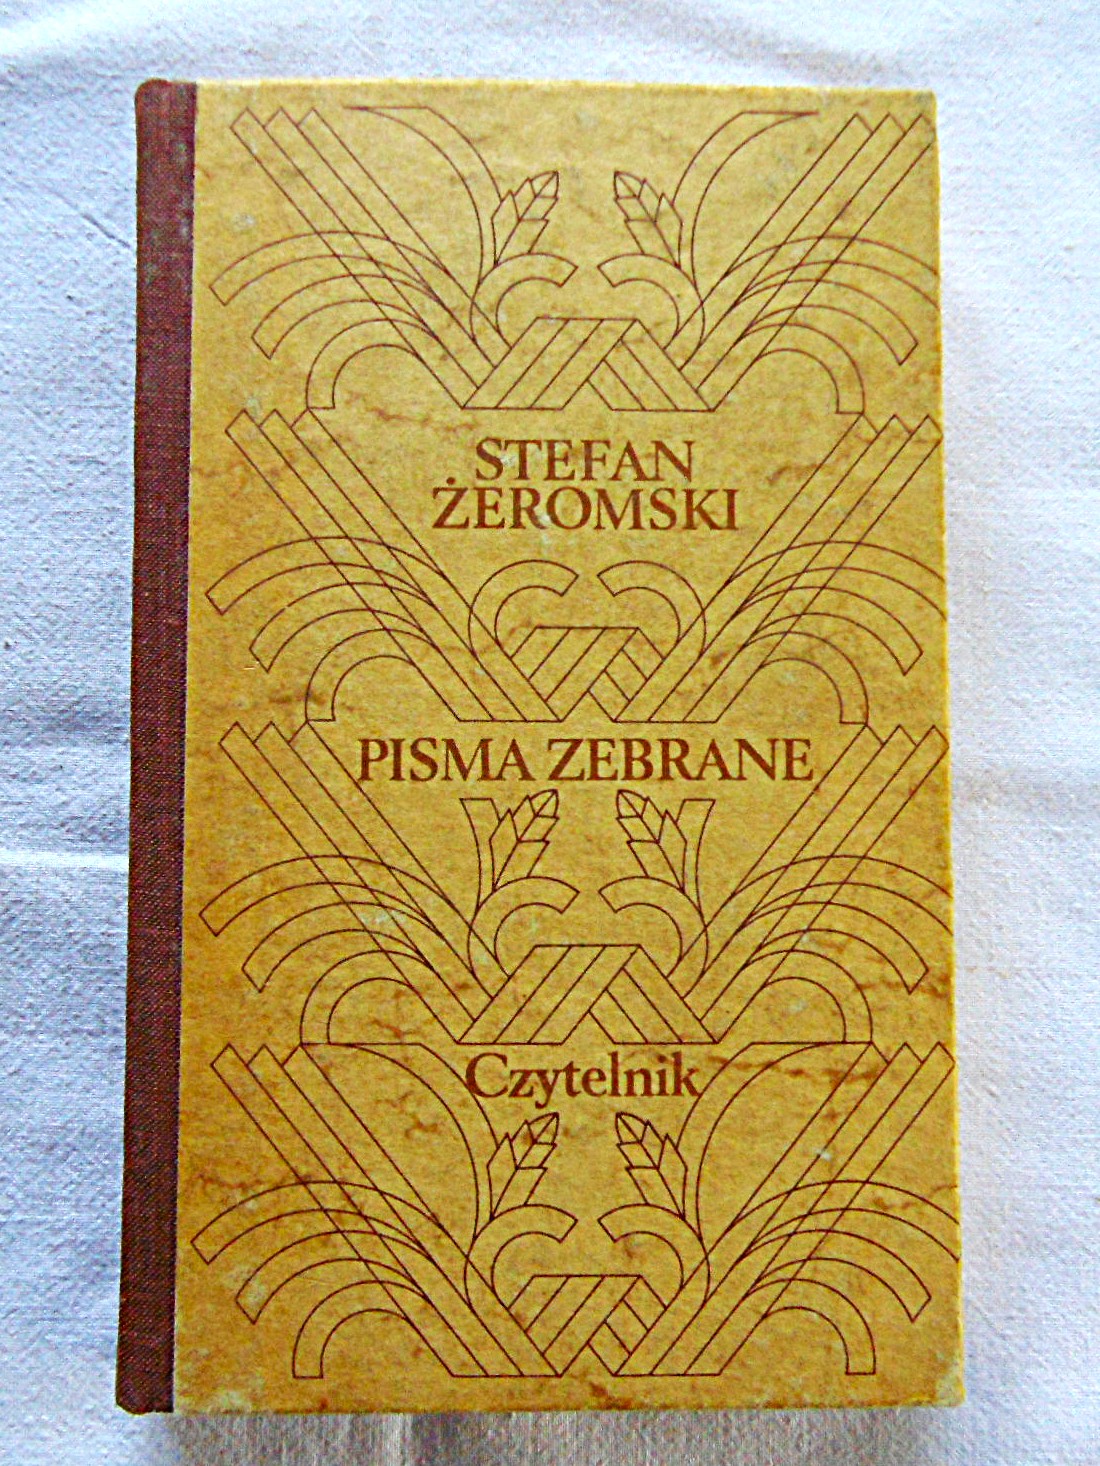 STEFAN
ŻEROMSKI
PISMA ZEBRANE
Czytelnik